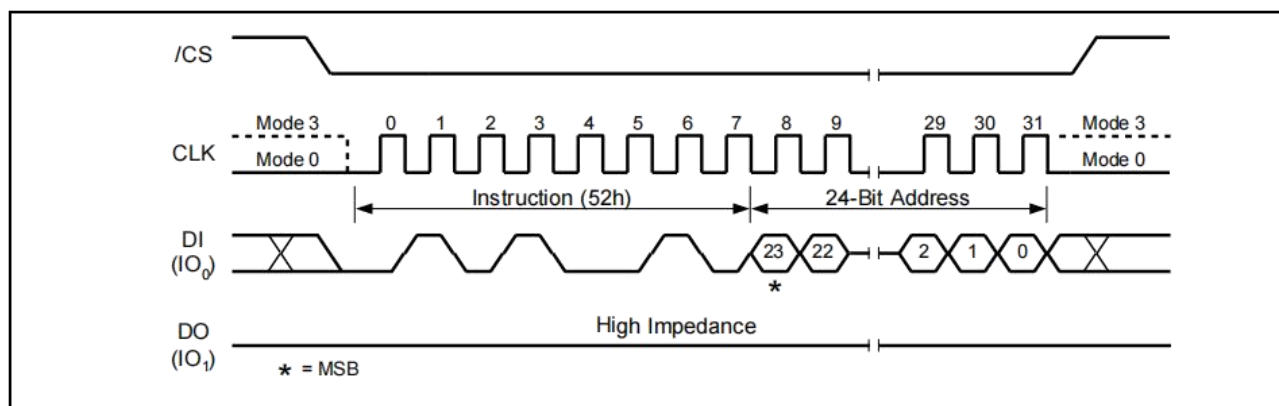 /CS
Mode 3 0 1 2 3 4 5 6 7 8 9 29 30 31 Mode 3
CLK Mode 0 Mode 0
Instruction (52h) 24-Bit Address
DI
(IO0) 23 22 2 1 0
*
High Impedance
DO
(IO1)
* = MSB